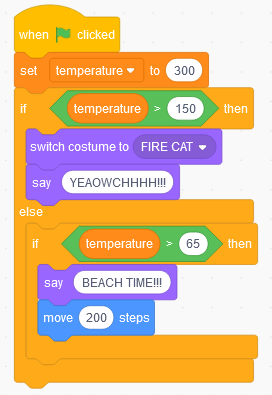 when clicked
set temperature to 300
if temperature > 150 then
switch costume to FIRE CAT
say YEAOWCHHHH!!!
else
if temperature > 65 then
say BEACH TIME!!!
move 200 steps